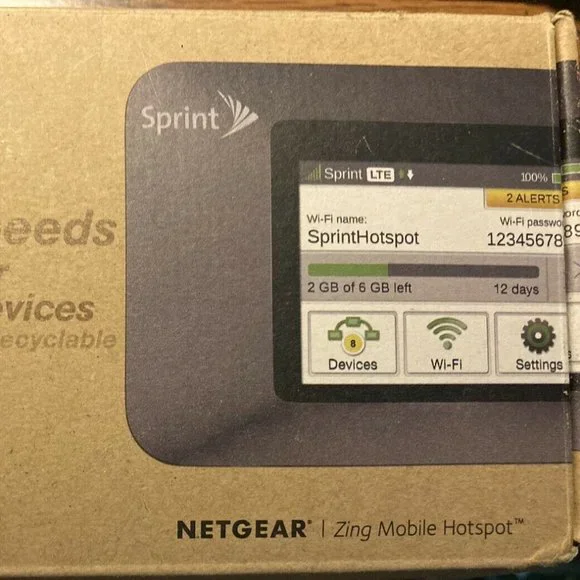 Sprint
Sprint LTE 100%
2 ALERTS
Wi-Fi name: Wi-Fi passwo
SprintHotspot 12345678
89
2 GB of 6 GB left 12 days
8
Devices Wi-Fi Settings
eeds
r
evices
ecyclable
NETGEAR® | Zing Mobile Hotspot™